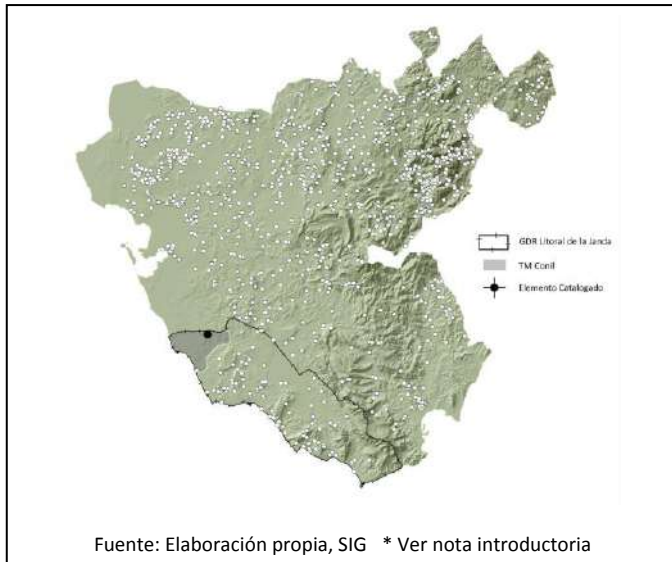 GDR Litoral de la Janda
TM Conil
Elemento Catalogado
Fuente: Elaboración propia, SIG * Ver nota introductoria